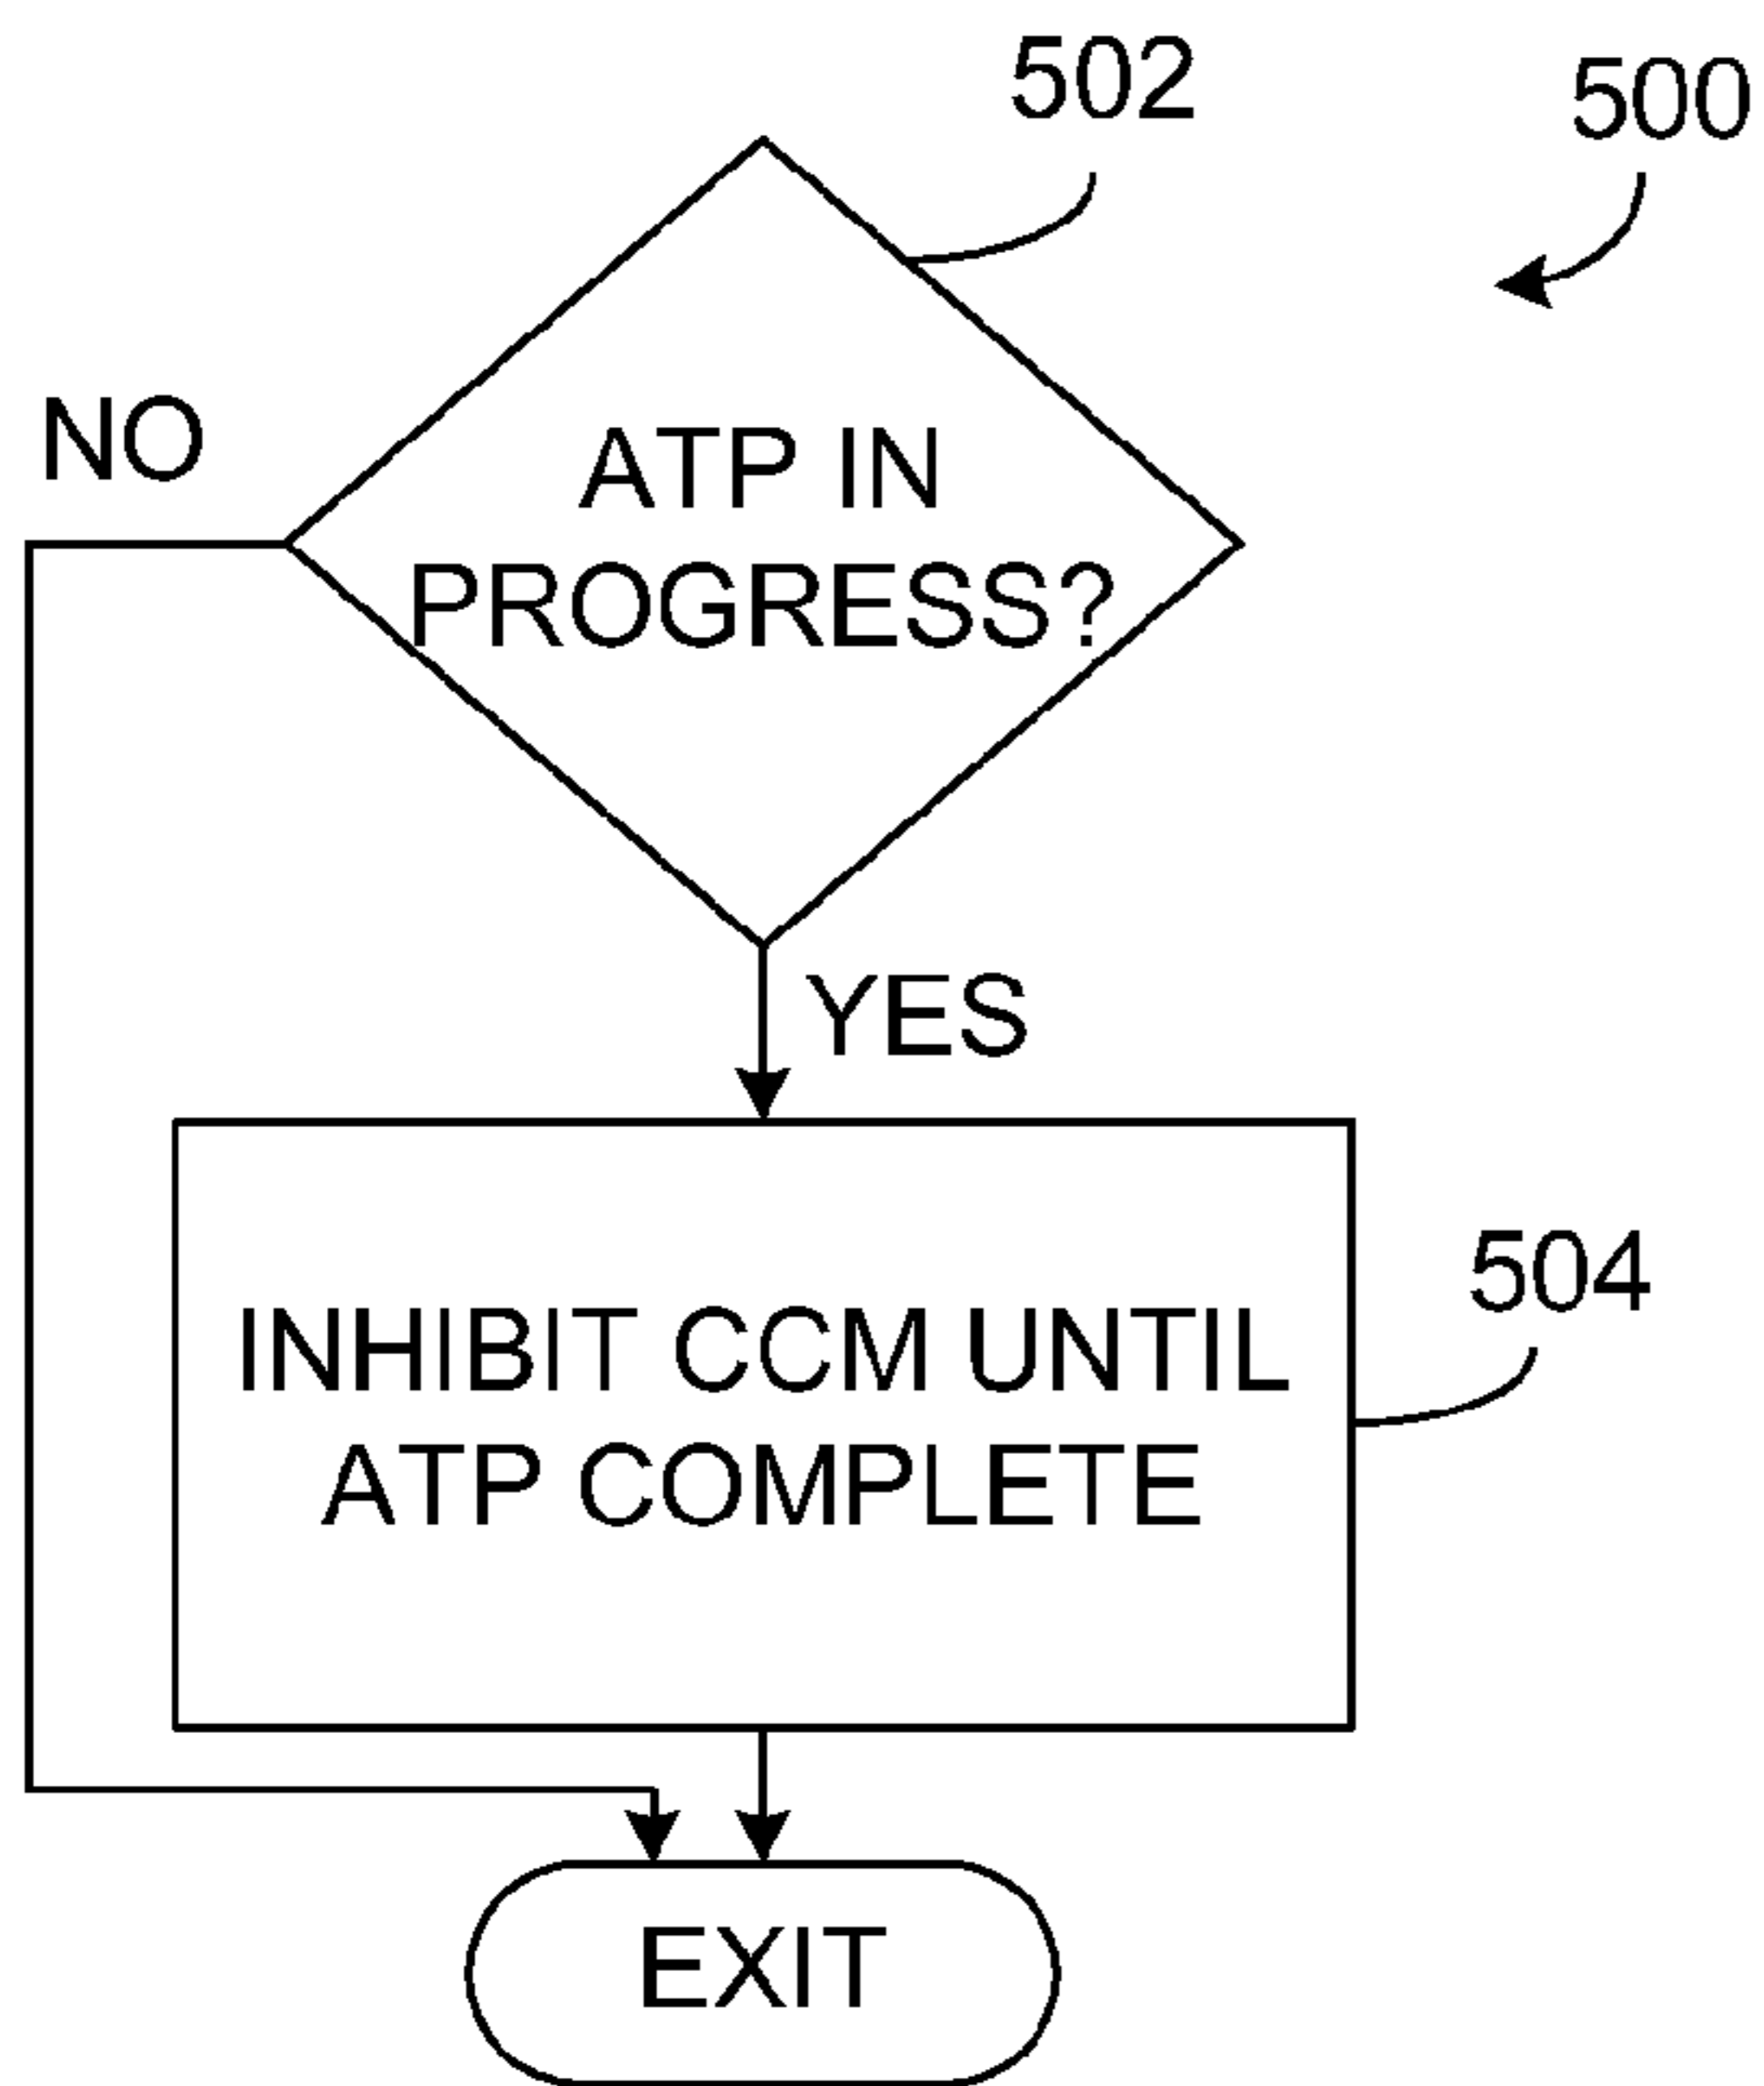 502
500
NO
ATP IN
PROGRESS?
YES
504
INHIBIT CCM UNTIL
ATP COMPLETE
EXIT